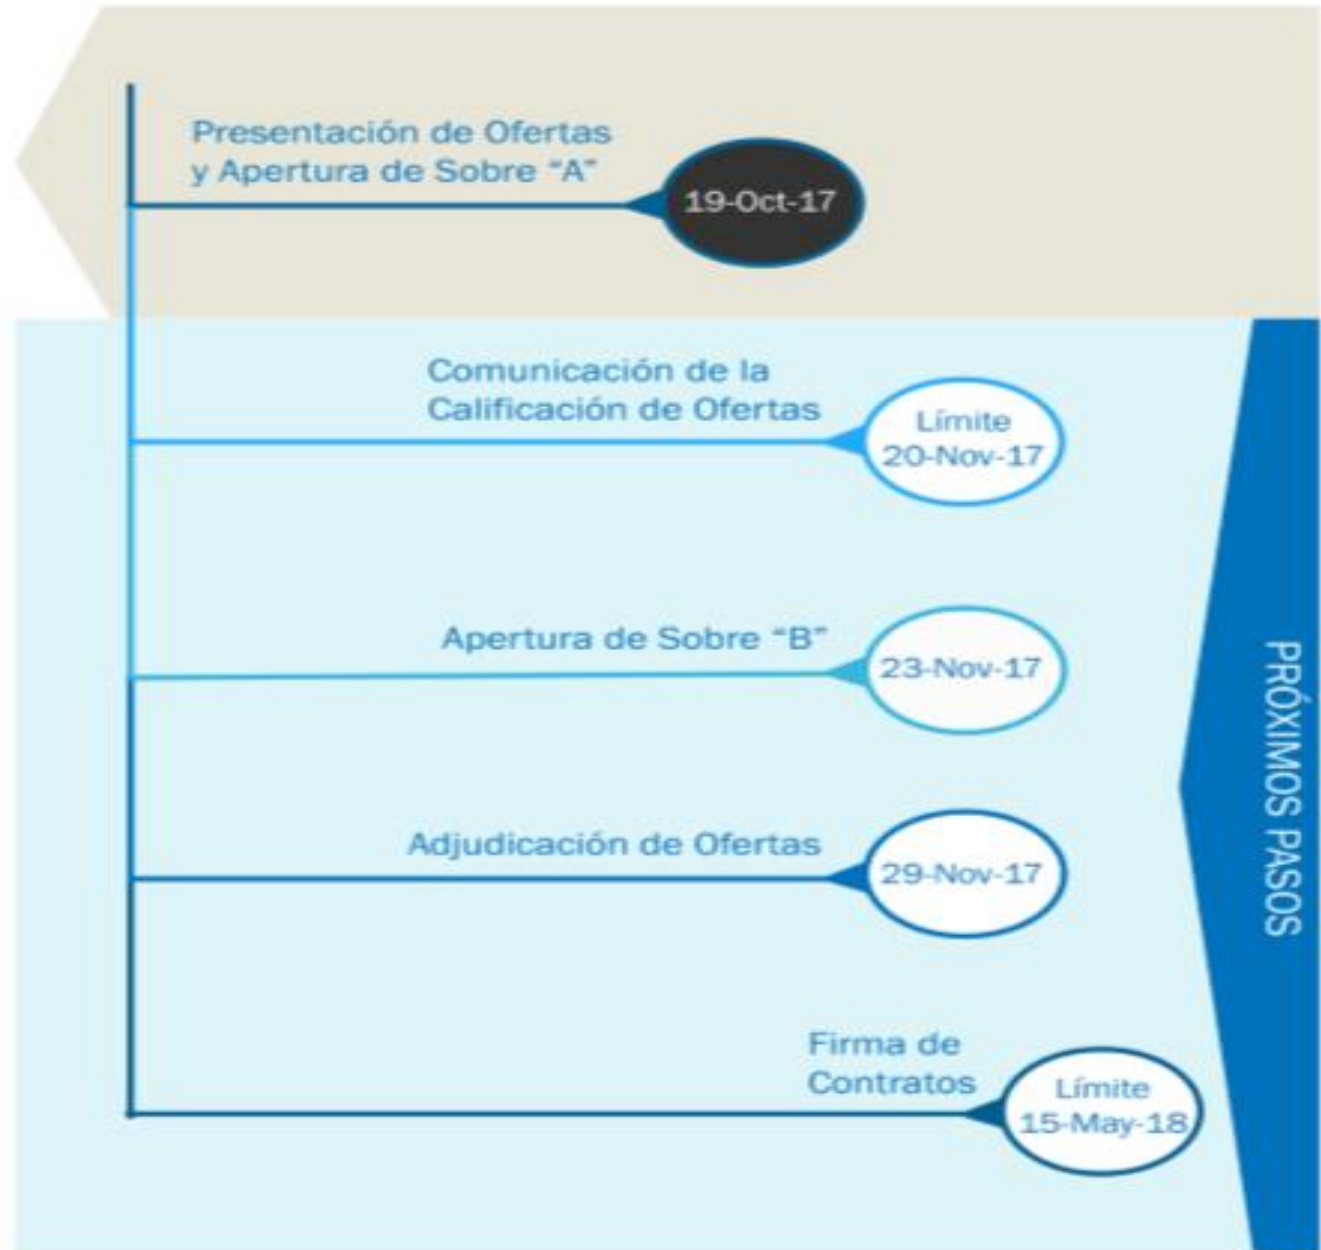 Presentación de Ofertas
y Apertura de Sobre “A”
19-Oct-17
Comunicación de la
Calificación de Ofertas
Límite
20-Nov-17
Apertura de Sobre “B”
23-Nov-17
Adjudicación de Ofertas
29-Nov-17
Firma de
Contratos
Límite
15-May-18
PRÓXIMOS PASOS